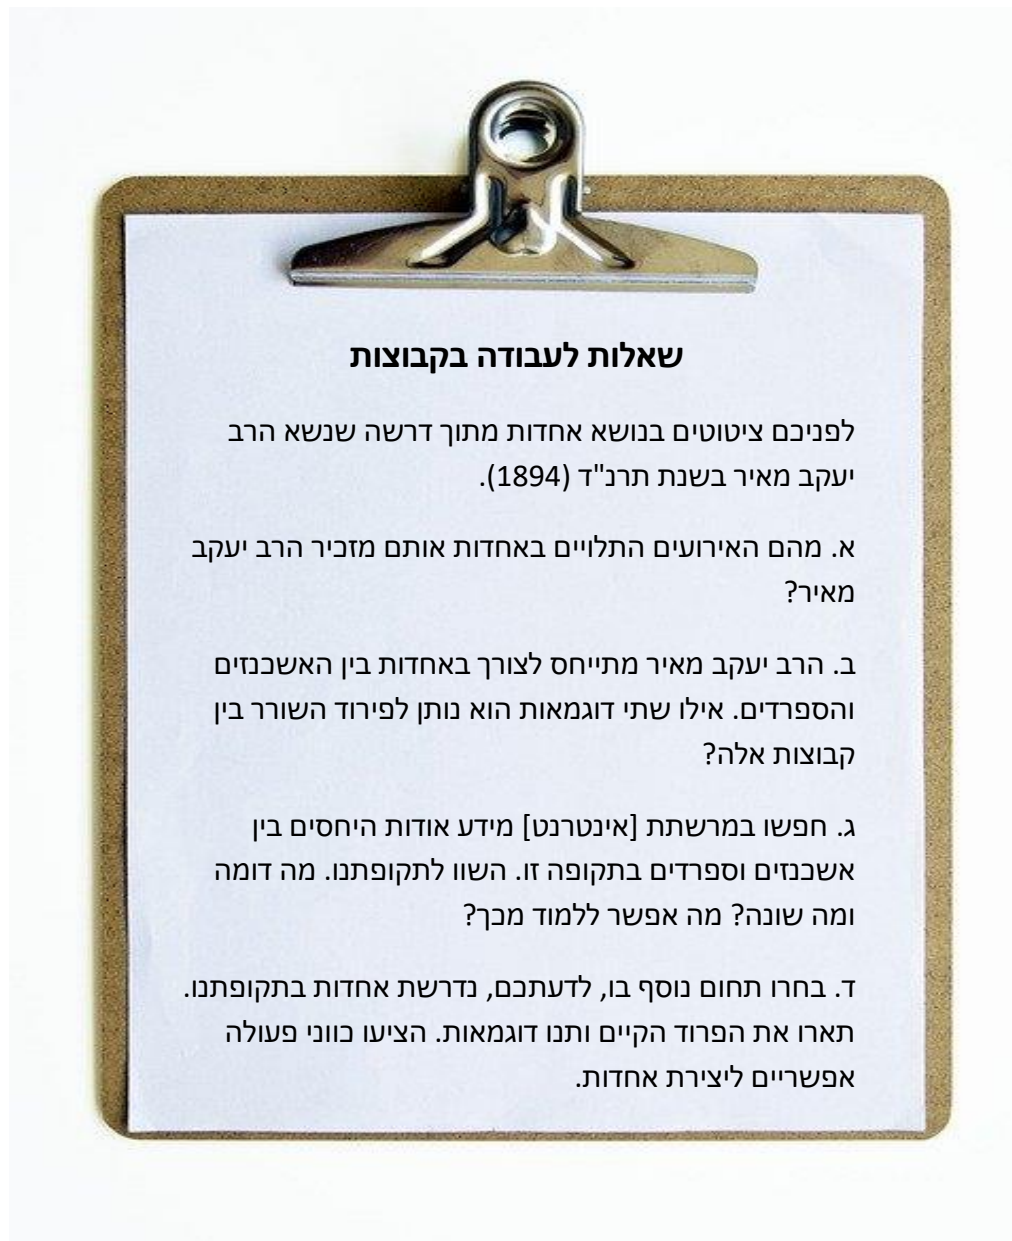 שאלות לעבודה בקבוצות
לפניכם ציטוטים בנושא אחדות מתוך דרשה שנשא הרב
יעקב מאיר בשנת תרנ"ד (1894).
א. מהם האירועים התלויים באחדות אותם מזכיר הרב יעקב
מאיר?
ב. הרב יעקב מאיר מתייחס לצורך באחדות בין האשכנזים
והספרדים. אילו שתי דוגמאות הוא נותן לפירוד השורר בין
קבוצות אלה?
ג. חפשו במרשתת [אינטרנט] מידע אודות היחסים בין
אשכנזים וספרדים בתקופה זו. השוו לתקופתנו. מה דומה
ומה שונה? מה אפשר ללמוד מכך?
ד. בחרו תחום נוסף בו, לדעתכם, נדרשת אחדות בתקופתנו.
תארו את הפרוד הקיים ותנו דוגמאות. הציעו כווני פעולה
אפשריים ליצירת אחדות.